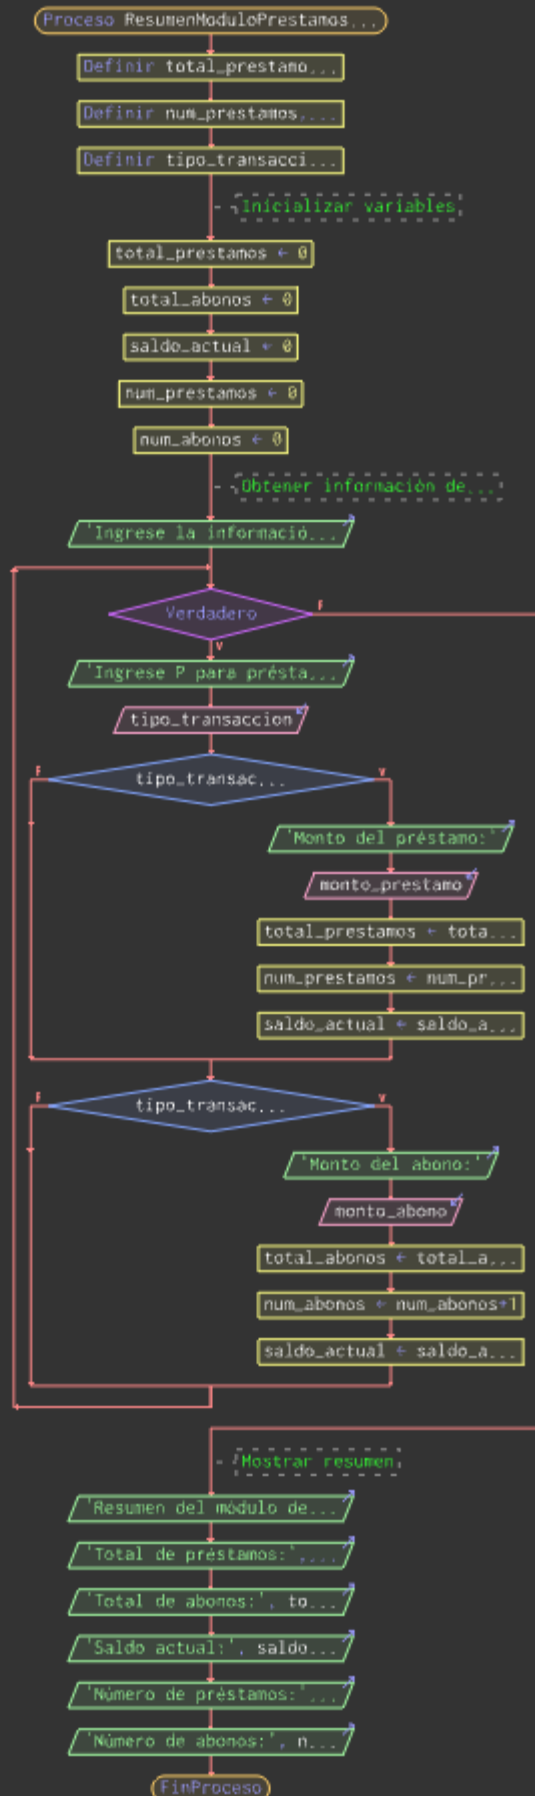 Proceso ResumenModuloPrestamos...
Definir total_prestamo...
Definir num_prestamos,...
Definir tipo_transacci...
Inicializar variables
total_prestamos ← 0
total_abonos ← 0
saldo_actual ← 0
num_prestamos ← 0
num_abonos ← 0
Obtener información de...
'Ingrese la informació...
Verdadero
F
V
'Ingrese P para présta...
tipo_transaccion
F
tipo_transac...
V
'Monto del préstamo:'
monto_prestamo
total_prestamos ← tota...
num_prestamos ← num_pr...
saldo_actual ← saldo_a...
F
tipo_transac...
V
'Monto del abono:'
monto_abono
total_abonos ← total_a...
num_abonos ← num_abonos+1
saldo_actual ← saldo_a...
Mostrar resumen
'Resumen del módulo de...
'Total de préstamos:',...
'Total de abonos:', to...
'Saldo actual:', saldo...
'Número de préstamos:'...
'Número de abonos:', n...
FinProceso